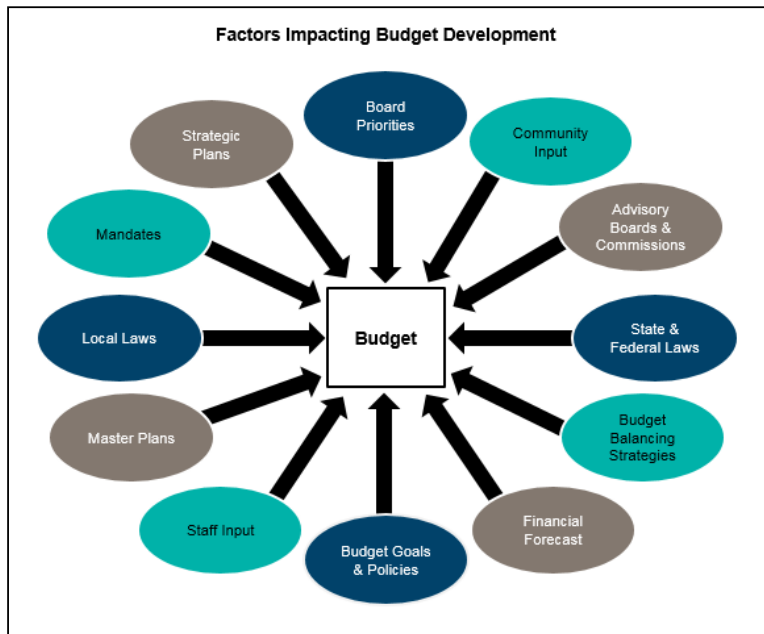 Factors Impacting Budget Development
Board
Priorities
Community
Input
Advisory
Boards &
Commissions
State &
Federal Laws
Budget
Balancing
Strategies
Financial
Forecast
Budget Goals
& Policies
Staff Input
Master Plans
Local Laws
Mandates
Strategic
Plans
Budget